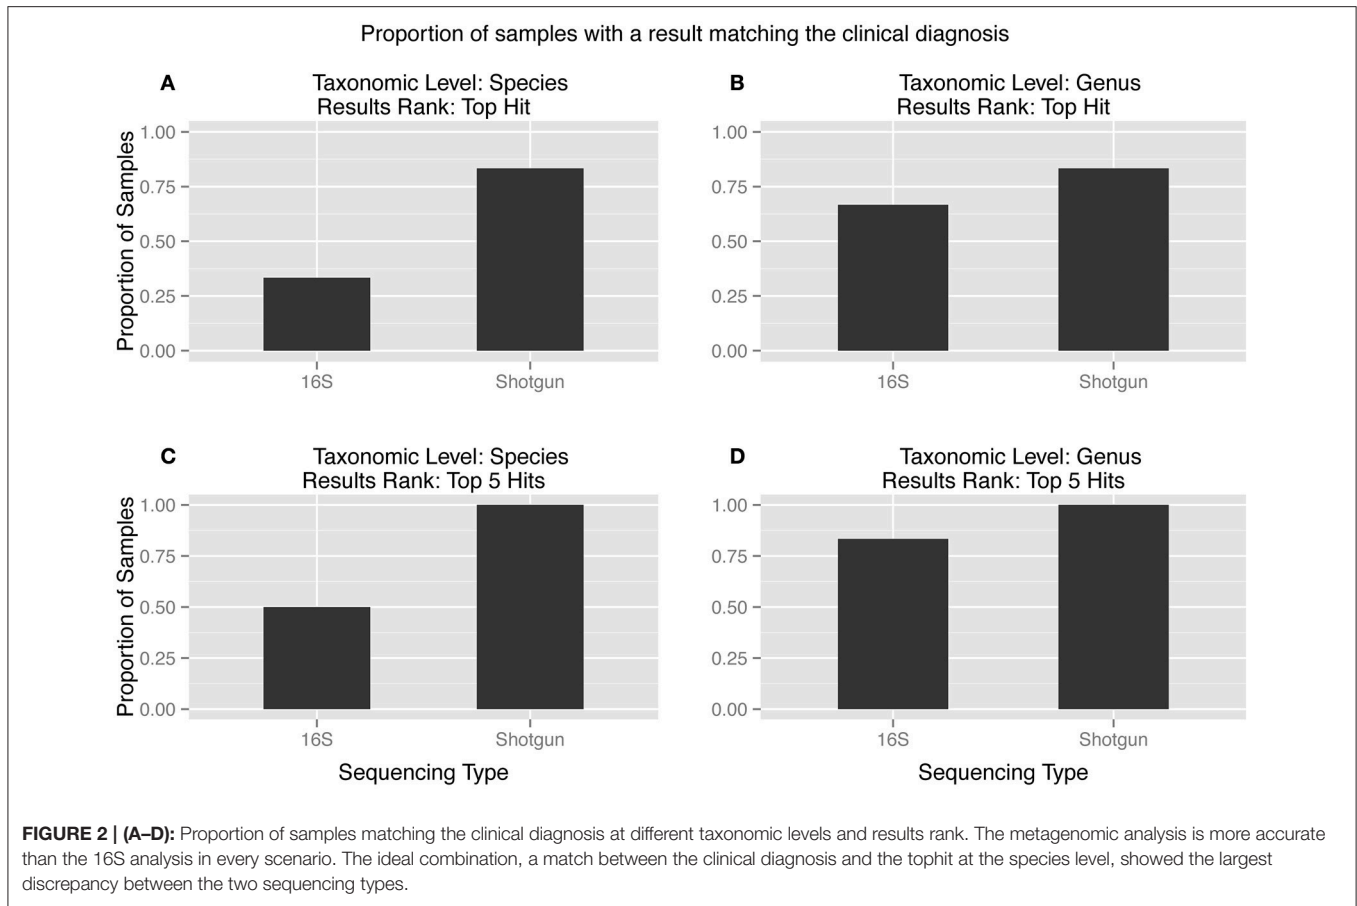 Proportion of samples with a result matching the clinical diagnosis
A
Taxonomic Level: Species
Results Rank: Top Hit
Proportion of Samples
1.00
0.75
0.50
0.25
0.00
16S
Shotgun
B
Taxonomic Level: Genus
Results Rank: Top Hit
1.00
0.75
0.50
0.25
0.00
16S
Shotgun
C
Taxonomic Level: Species
Results Rank: Top 5 Hits
Proportion of Samples
1.00
0.75
0.50
0.25
0.00
16S
Shotgun
Sequencing Type
D
Taxonomic Level: Genus
Results Rank: Top 5 Hits
1.00
0.75
0.50
0.25
0.00
16S
Shotgun
Sequencing Type
FIGURE 2 | (A–D): Proportion of samples matching the clinical diagnosis at different taxonomic levels and results rank. The metagenomic analysis is more accurate
than the 16S analysis in every scenario. The ideal combination, a match between the clinical diagnosis and the tophit at the species level, showed the largest
discrepancy between the two sequencing types.